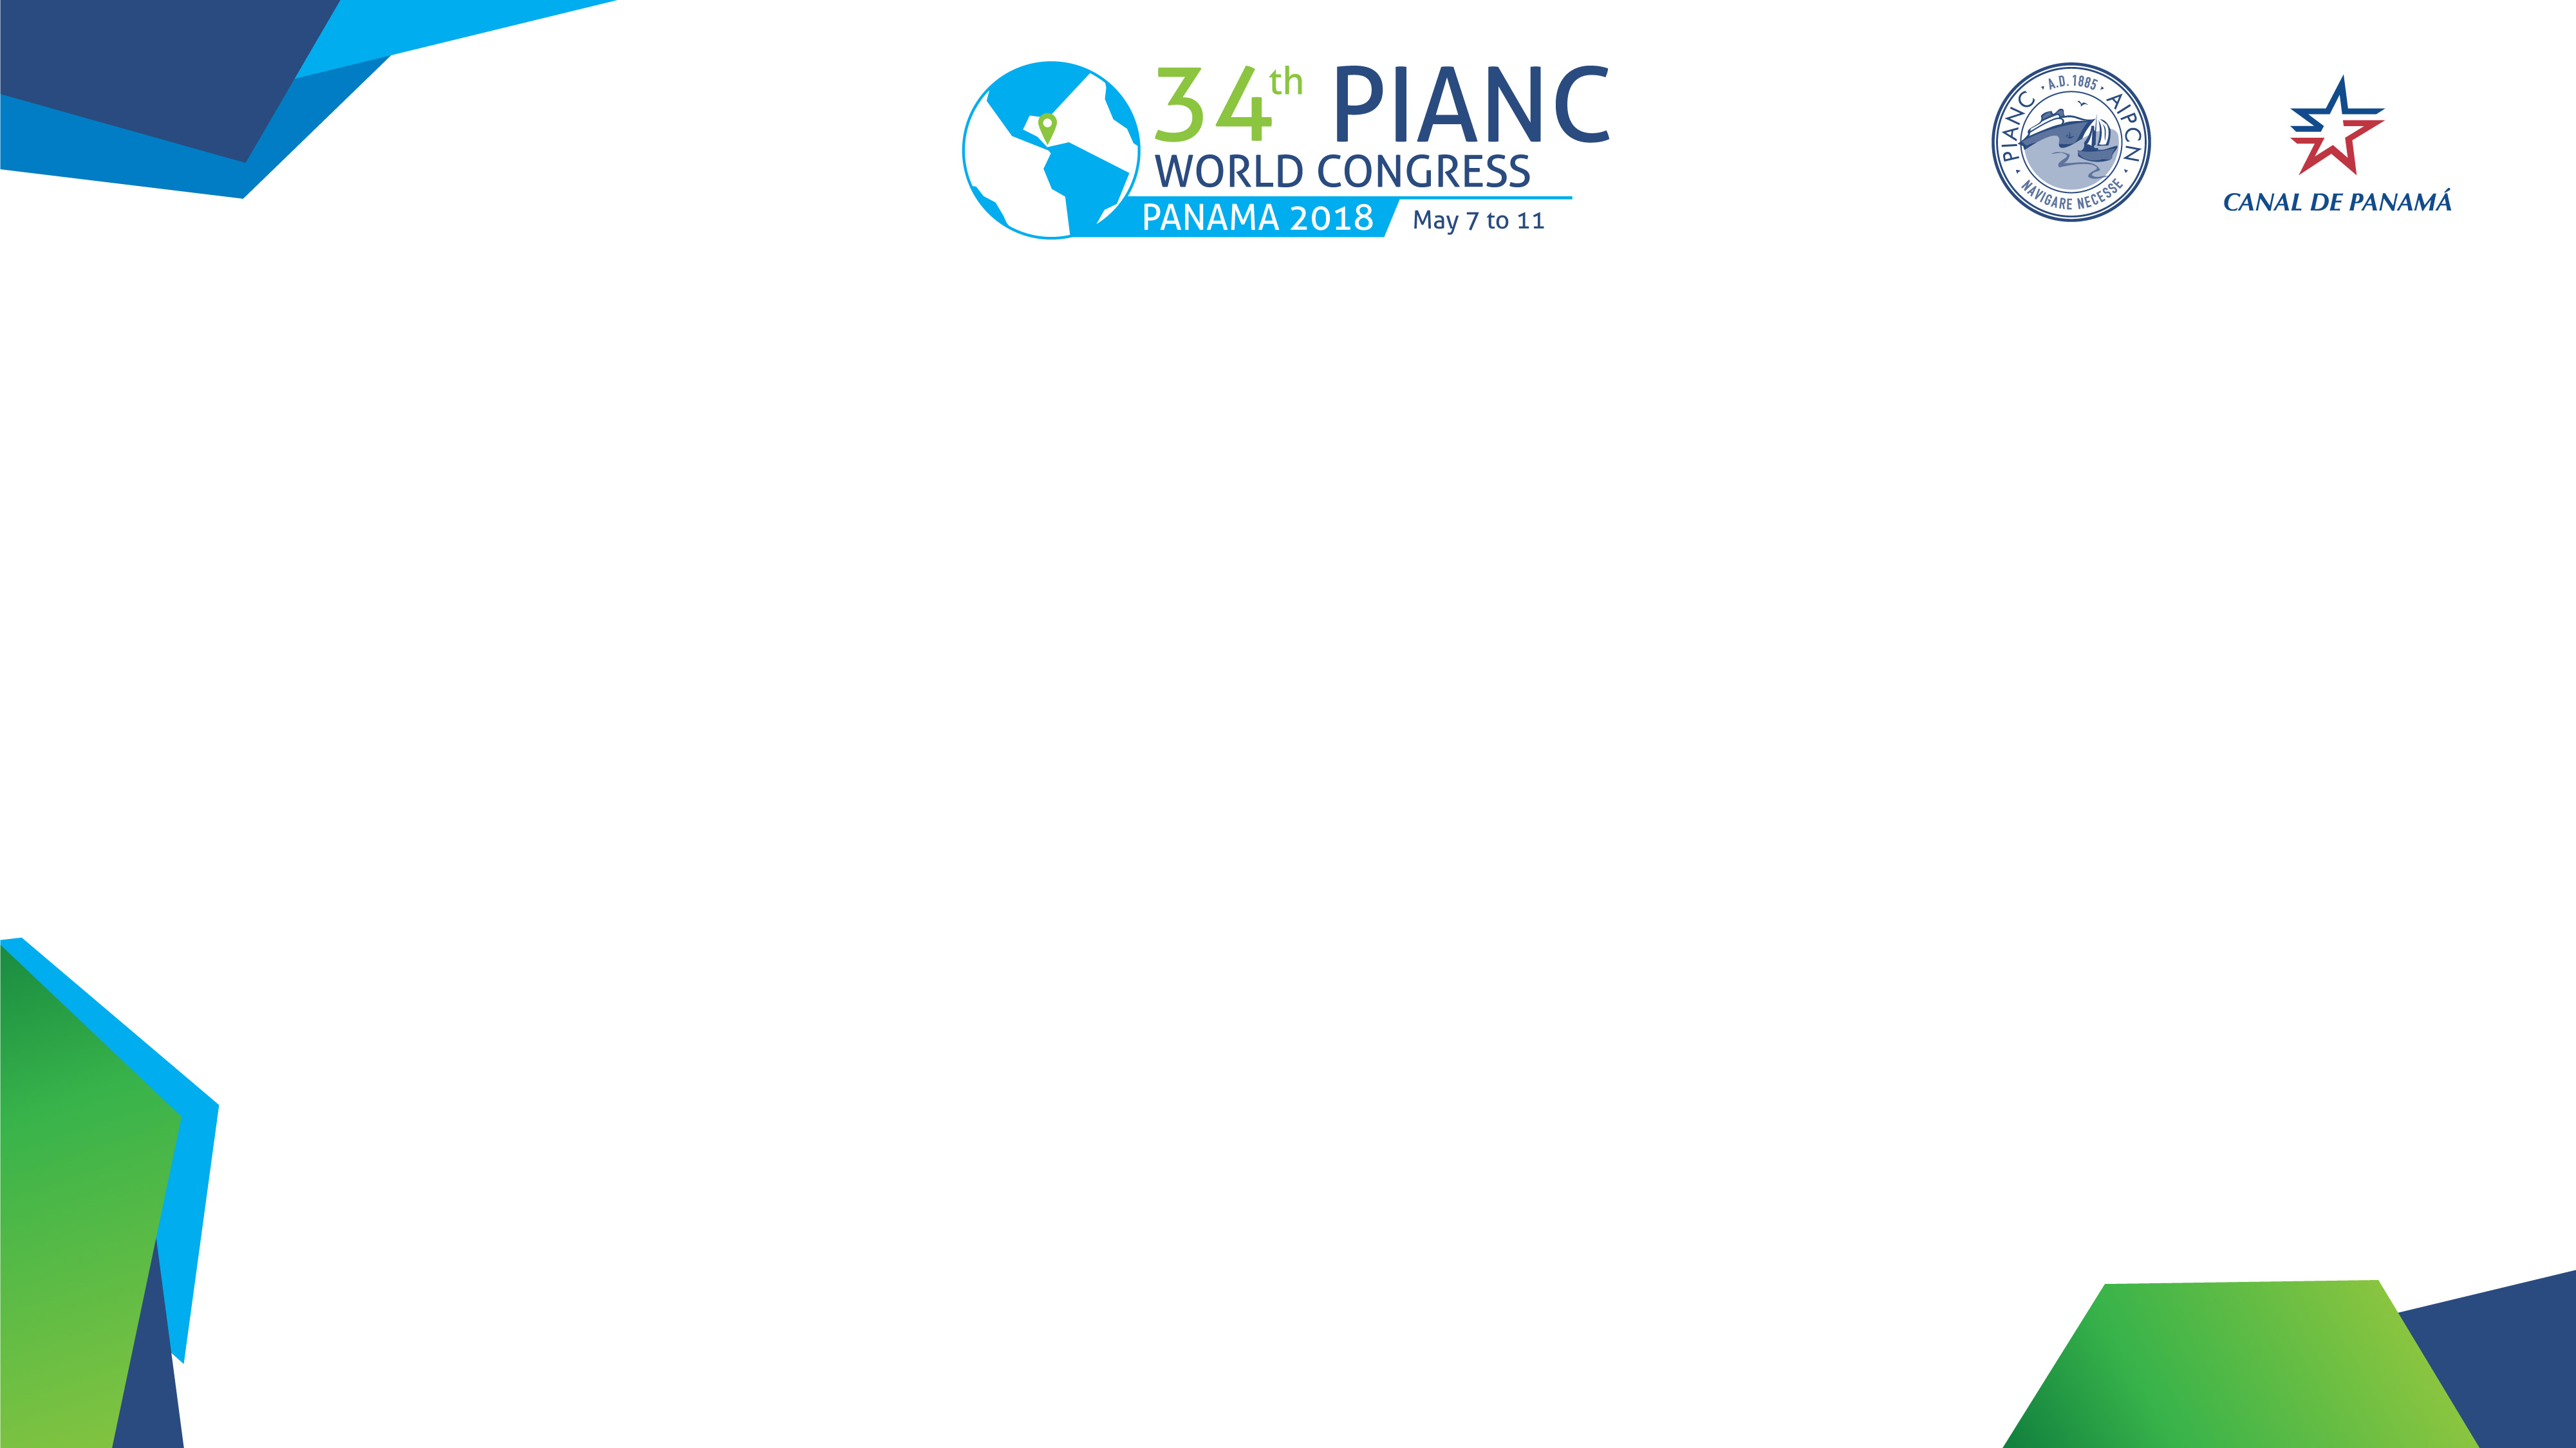 34th PIANC
WORLD CONGRESS
PANAMA 2018 May 7 to 11
PIANC · A.D. 1885 · AIPCN
NAVIGARE NECESSE
CANAL DE PANAMÁ